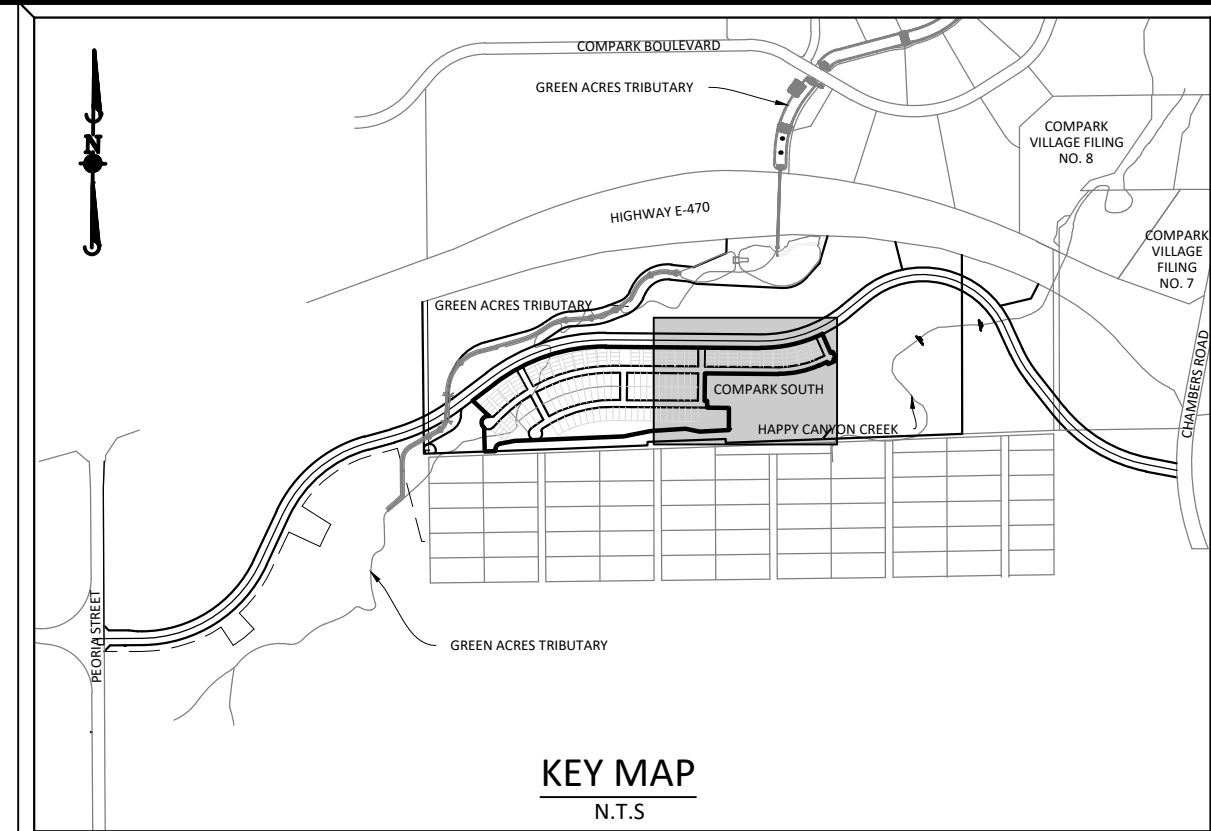 COMPARK BOULEVARD
GREEN ACRES TRIBUTARY
N
COMPARK
VILLAGE FILING
NO. 8
HIGHWAY E-470
COMPARK
VILLAGE
FILING
NO. 7
GREEN ACRES TRIBUTARY
COMPARK SOUTH
HAPPY CANYON CREEK
CHAMBERS ROAD
PEORIA STREET
GREEN ACRES TRIBUTARY
KEY MAP
N.T.S